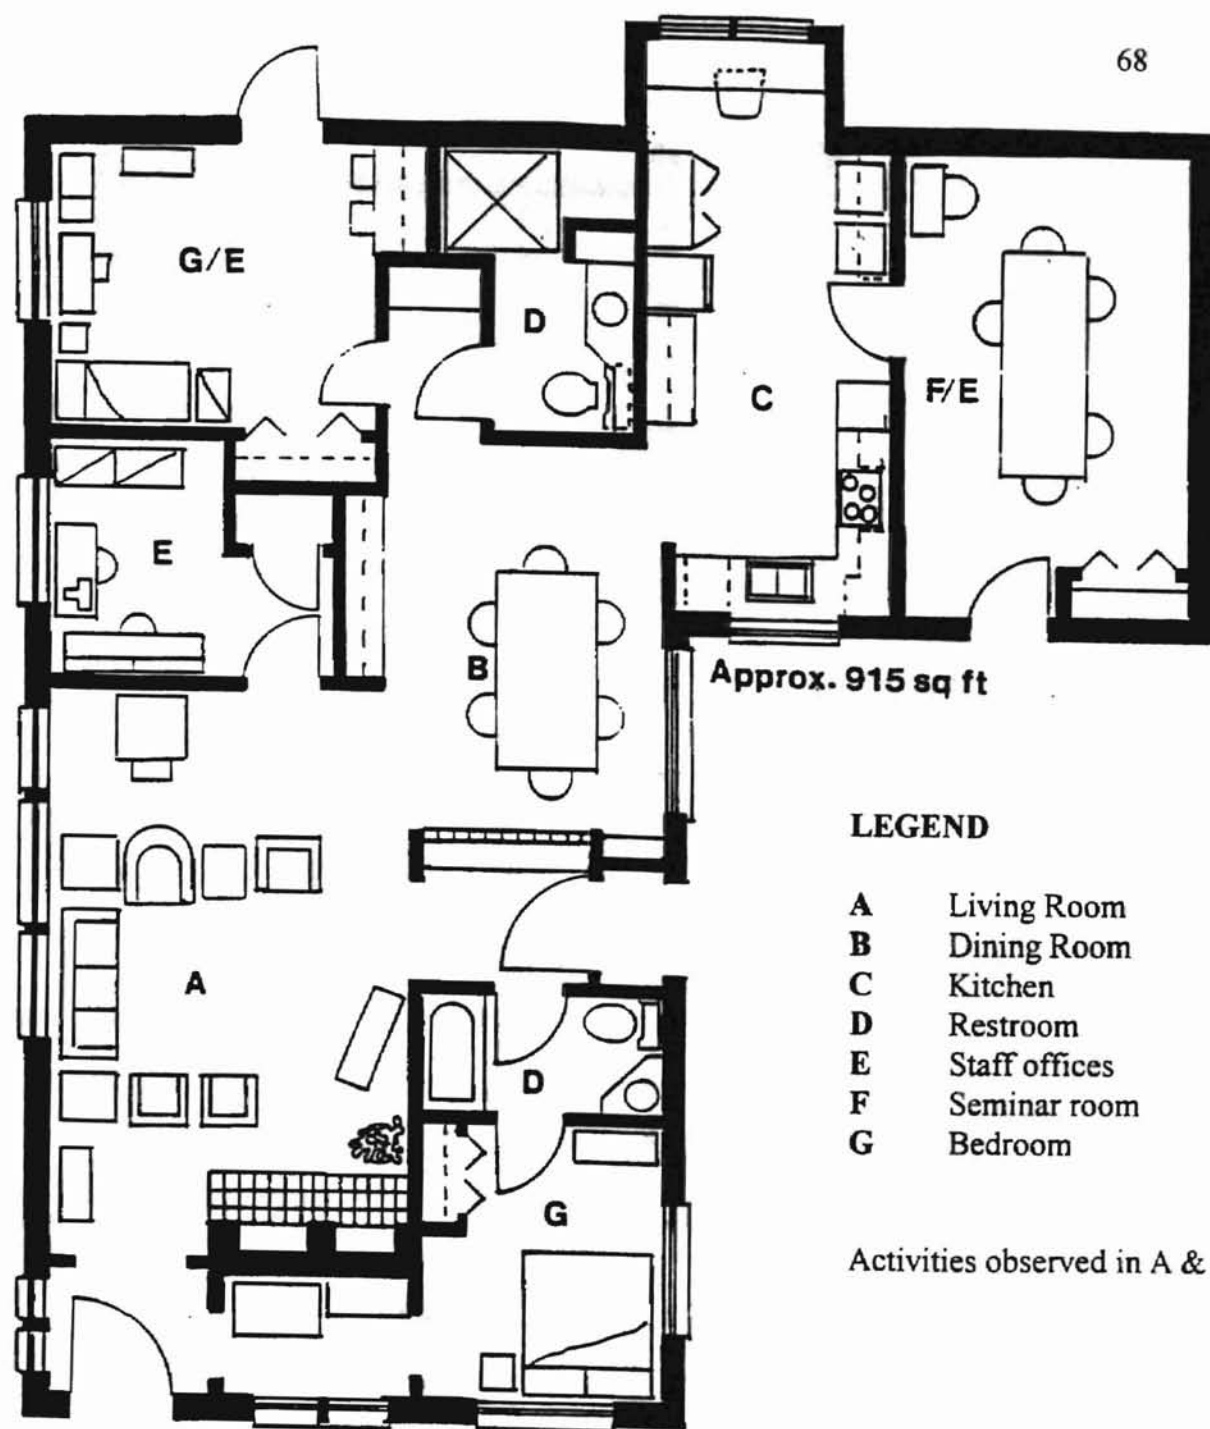 68
G/E
D
C
F/E
E
B
Approx. 915 sq ft
LEGEND
A Living Room
B Dining Room
C Kitchen
D Restroom
E Staff offices
F Seminar room
G Bedroom
A
D
G
Activities observed in A &